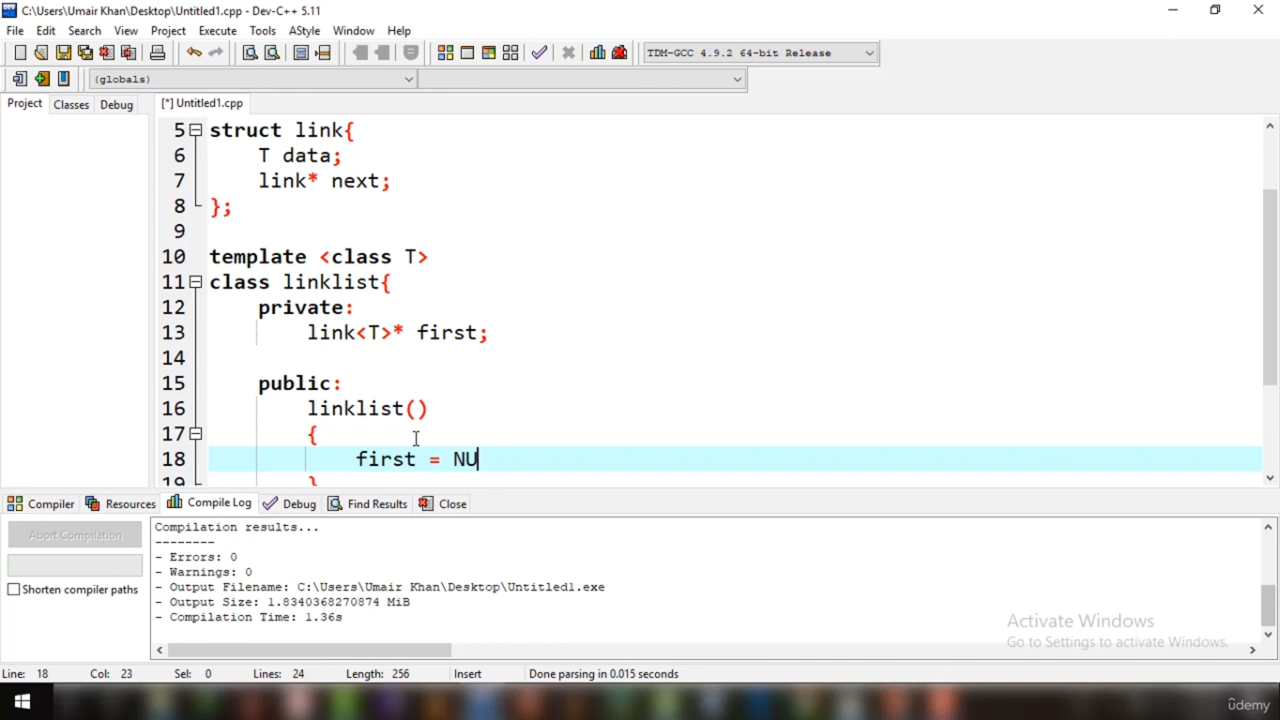 C:\Users\Umair Khan\Desktop\Untitled1.cpp - Dev-C++ 5.11
File Edit Search View Project Execute Tools AStyle Window Help
TDM-GCC 4.9.2 64-bit Release
(globals)
Project Classes Debug [*] Untitled1.cpp
5 struct link{
6 T data;
7 link* next;
8 };
9
10 template <class T>
11 class linklist{
12 private:
13 link<T>* first;
14
15 public:
16 linklist()
17 {
18 first = NU
19 }
Compiler Resources Compile Log Debug Find Results Close
Abort Compilation
Shorten compiler paths
Compilation results...
--------
- Errors: 0
- Warnings: 0
- Output Filename: C:\Users\Umair Khan\Desktop\Untitled1.exe
- Output Size: 1.8340368270874 MiB
- Compilation Time: 1.36s
Activate Windows
Go to Settings to activate Windows.
Line: 18 Col: 23 Sel: 0 Lines: 24 Length: 256 Insert Done parsing in 0.015 seconds
ûdemy